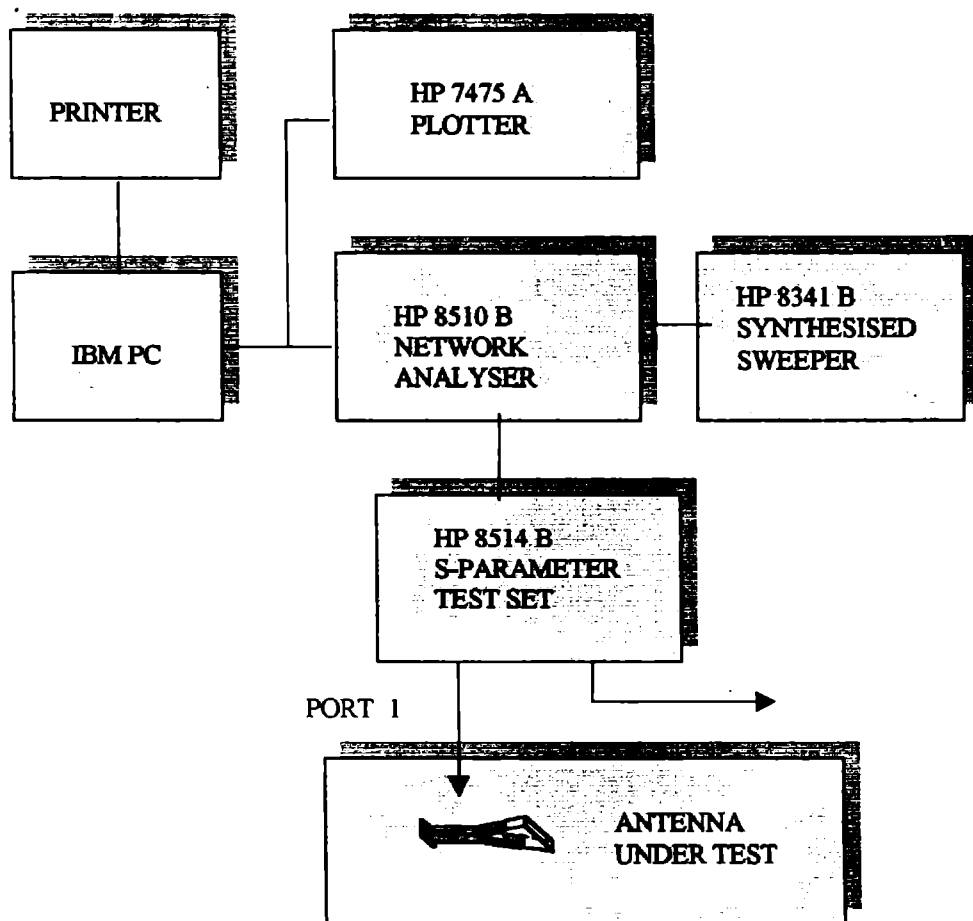 PRINTER
HP 7475 A
PLOTTER
IBM PC
HP 8510 B
NETWORK
ANALYSER
HP 8341 B
SYNTHESISED
SWEEPER
HP 8514 B
S-PARAMETER
TEST SET
PORT 1
ANTENNA
UNDER TEST